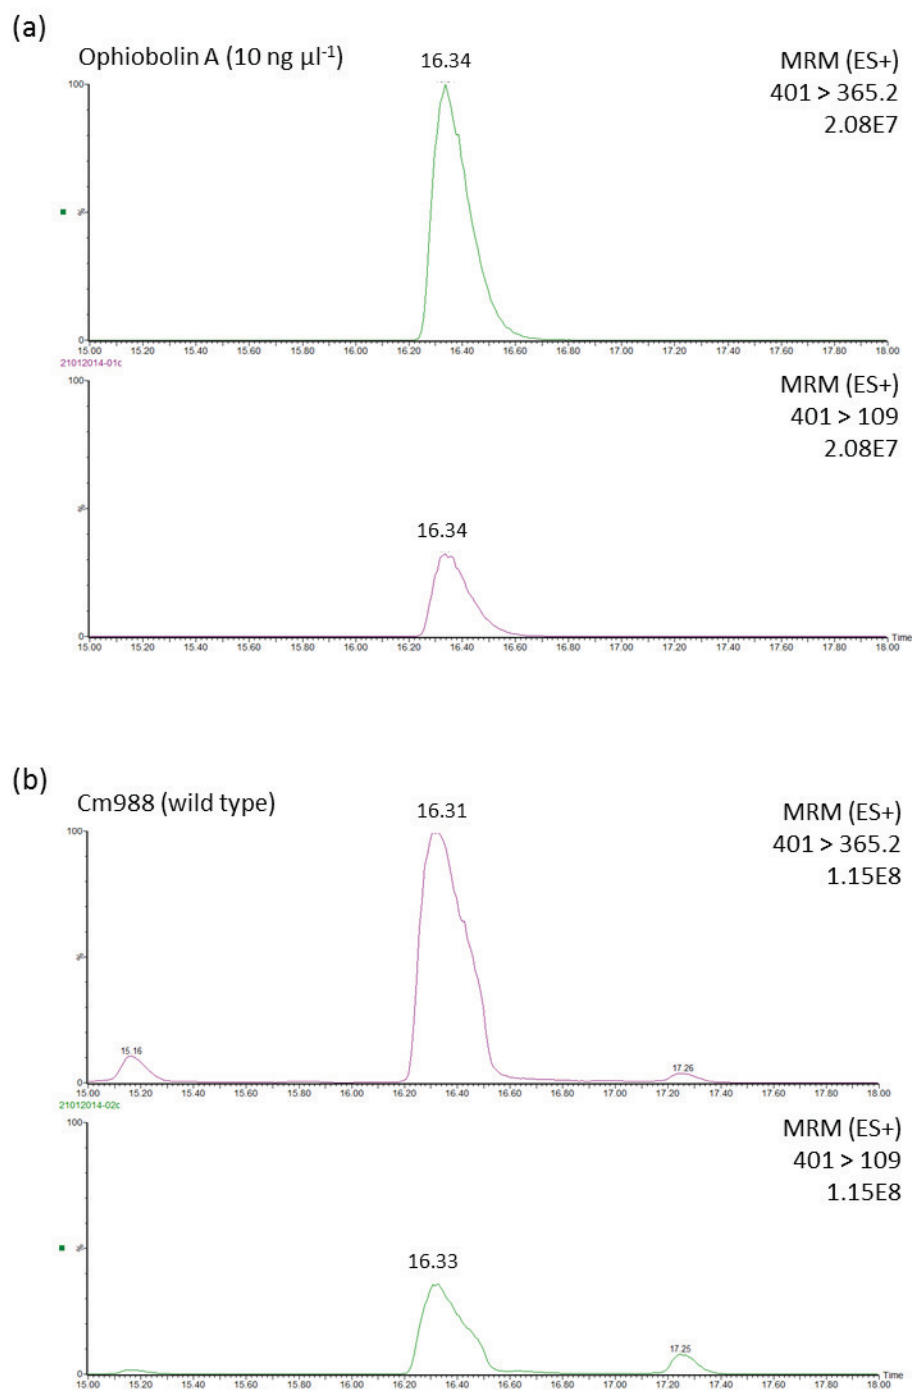 (a)
Ophiobolin A (10 ng µl-1)
16.34
MRM (ES+)
401 > 365.2
2.08E7
100
%
0
15.00 15.20 15.40 15.60 15.80 16.00 16.20 16.40 16.60 16.80 17.00 17.20 17.40 17.60 17.80 18.00
21012014-01c
100
MRM (ES+)
401 > 109
2.08E7
%
16.34
0
Time
15.00 15.20 15.40 15.60 15.80 16.00 16.20 16.40 16.60 16.80 17.00 17.20 17.40 17.60 17.80 18.00
(b)
Cm988 (wild type)
16.31
MRM (ES+)
401 > 365.2
1.15E8
100
%
15.16
17.26
0
15.00 15.20 15.40 15.60 15.80 16.00 16.20 16.40 16.60 16.80 17.00 17.20 17.40 17.60 17.80 18.00
21012014-02c
100
MRM (ES+)
401 > 109
1.15E8
%
16.33
17.25
0
15.00 15.20 15.40 15.60 15.80 16.00 16.20 16.40 16.60 16.80 17.00 17.20 17.40 17.60 17.80 18.00